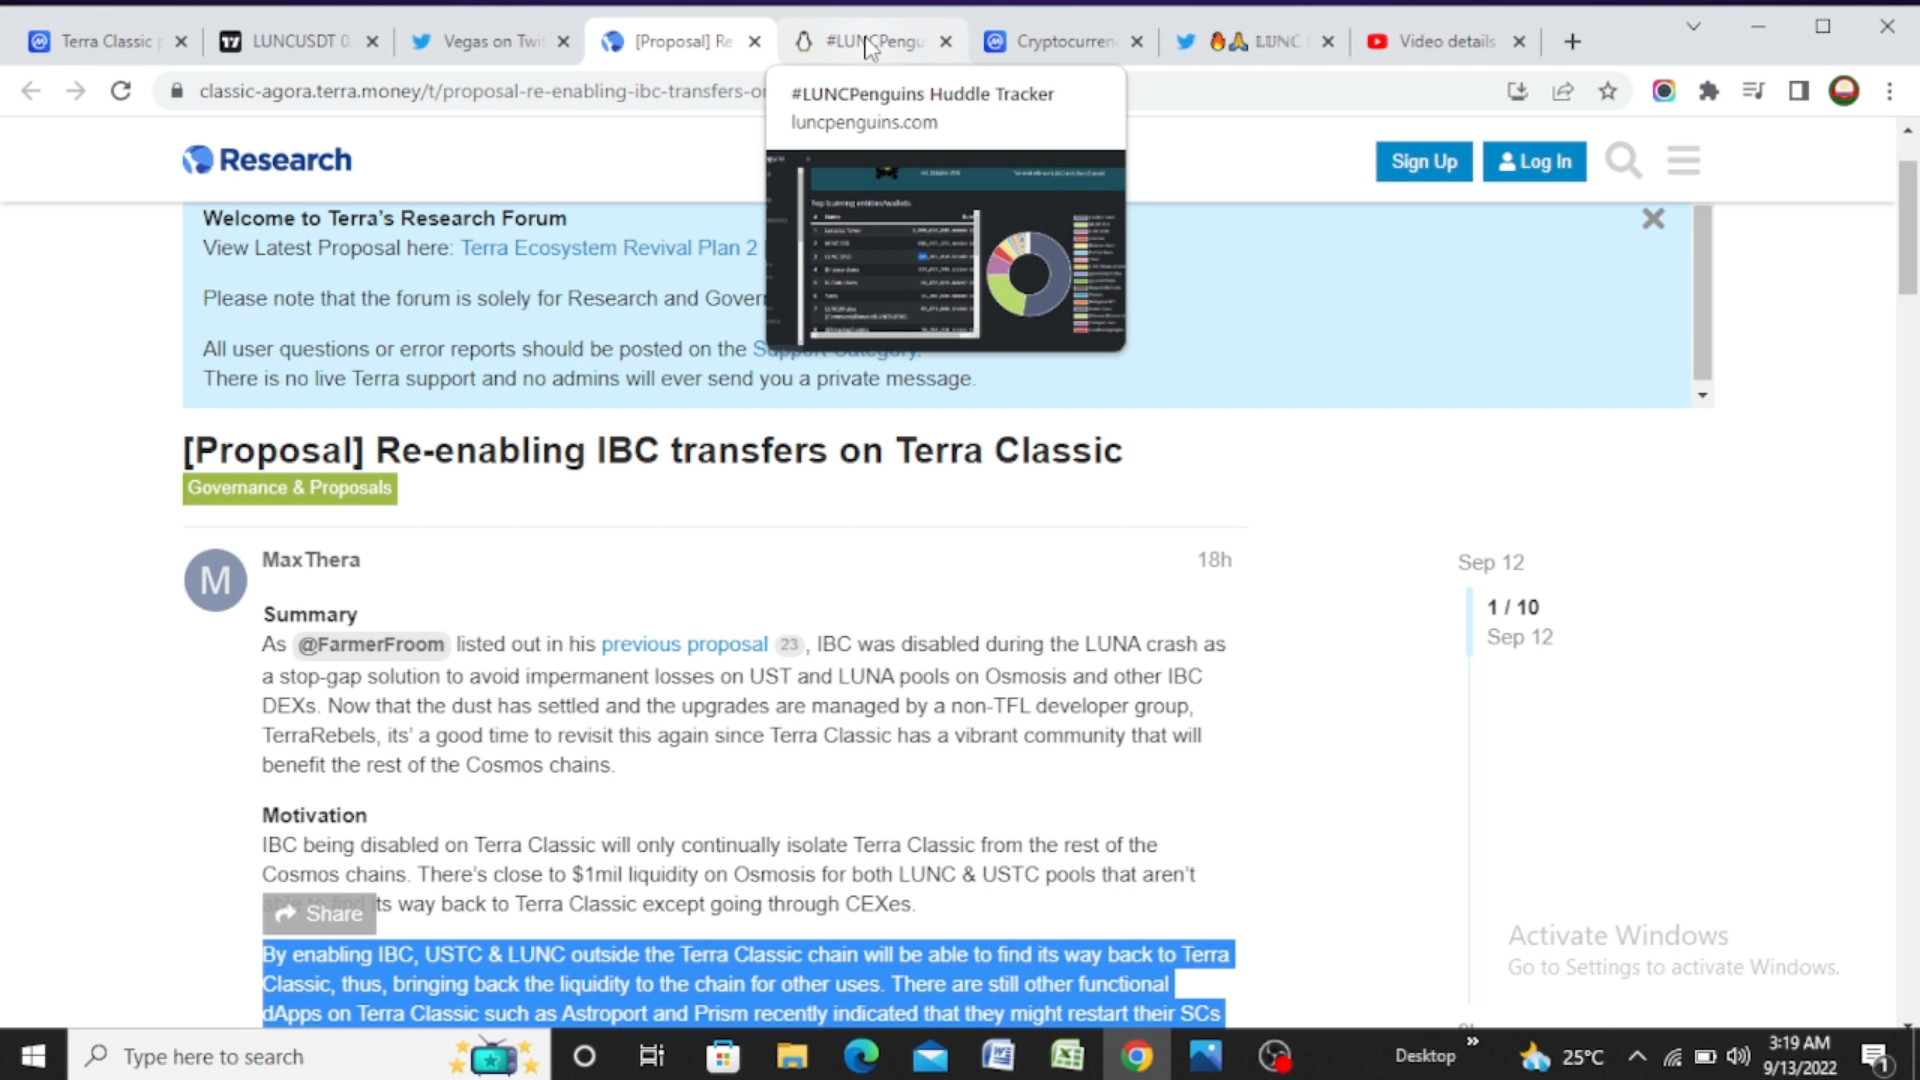 Terra Classic p
LUNCUSDT 0.
Vegas on Twi
[Proposal] Re
#LUNCPengu
Cryptocurren
LUNC
Video details
classic-agora.terra.money/t/proposal-re-enabling-ibc-transfers-o
#LUNCPenguins Huddle Tracker
luncpenguins.com
Top burning entities/wallets
Research
Sign Up
Log In
Welcome to Terra's Research Forum
View Latest Proposal here: Terra Ecosystem Revival Plan 2
Please note that the forum is solely for Research and Gover
All user questions or error reports should be posted on the Support Category.
There is no live Terra support and no admins will ever send you a private message.
[Proposal] Re-enabling IBC transfers on Terra Classic
Governance & Proposals
M
MaxThera
18h
Summary
As @FarmerFroom listed out in his previous proposal 23, IBC was disabled during the LUNA crash as
a stop-gap solution to avoid impermanent losses on UST and LUNA pools on Osmosis and other IBC
DEXs. Now that the dust has settled and the upgrades are managed by a non-TFL developer group,
TerraRebels, its' a good time to revisit this again since Terra Classic has a vibrant community that will
benefit the rest of the Cosmos chains.
Motivation
IBC being disabled on Terra Classic will only continually isolate Terra Classic from the rest of the
Cosmos chains. There's close to $1mil liquidity on Osmosis for both LUNC & USTC pools that aren't
able to find its way back to Terra Classic except going through CEXes.
Share
By enabling IBC, USTC & LUNC outside the Terra Classic chain will be able to find its way back to Terra
Classic, thus, bringing back the liquidity to the chain for other uses. There are still other functional
dApps on Terra Classic such as Astroport and Prism recently indicated that they might restart their SCs
Sep 12
1 / 10
Sep 12
Activate Windows
Go to Settings to activate Windows.
Type here to search
Desktop
25°C
3:19 AM
9/13/2022
1